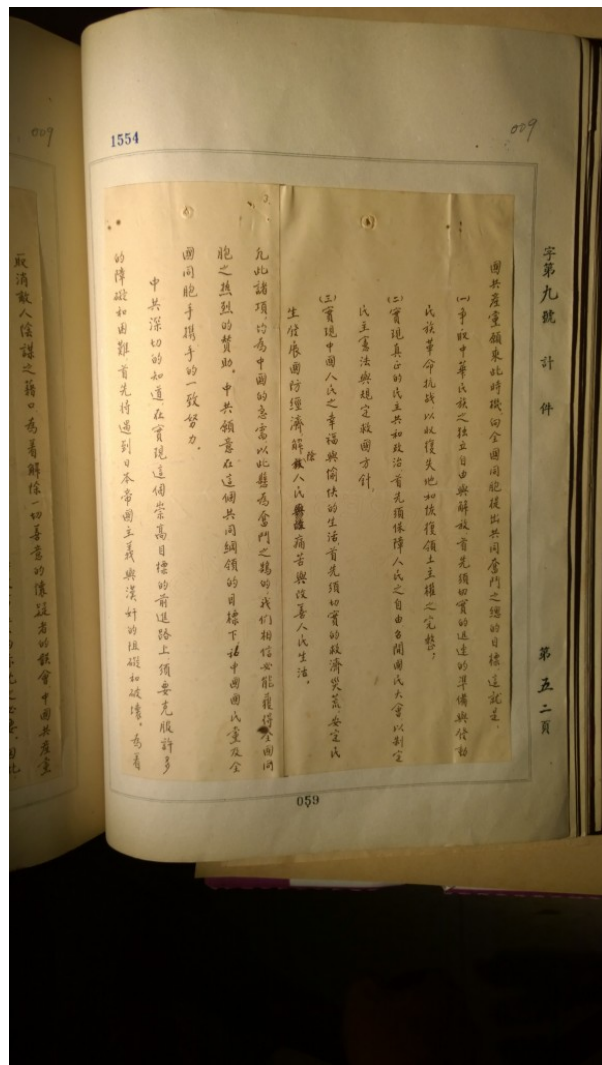 009
1554
009
字第九號計件
第五二頁
國共產黨願乘此時機向全國同胞提出共同奮鬥之總的目標這就是、
(一)爭取中華民族之独立自由與解放首先須切實的迅速的準備與發動
民族革命抗战以收復失地和恢復領土主權之完整；
(二)實現真正的民主共和政治首先須保障人民之自由召開國民大會以制定
民主憲法與規定救國方針、
(三)實現中國人民之幸福與愉快的生活、首先須切實的救濟災荒、安定民
生發展國防經濟解除人民痛苦與改善人民生活。
凡此諸項均為中國的急需以此懸為奮鬥之鵠的、我们相信必能獲得全國同
胞之热烈的贊助。中共願意在這個共同綱領的目標下中國國民黨及全
國同胞手携手的一致努力。
中共深切的知道在實現這個崇高目標的前進路上須要克服許多
的障礙和困難首先待遇到日本帝國主義與漢奸的阻礙和破壞。為着
取消敵人陰謀之藉口為着解除一切善意的懷疑者的誤會中國共產黨
059